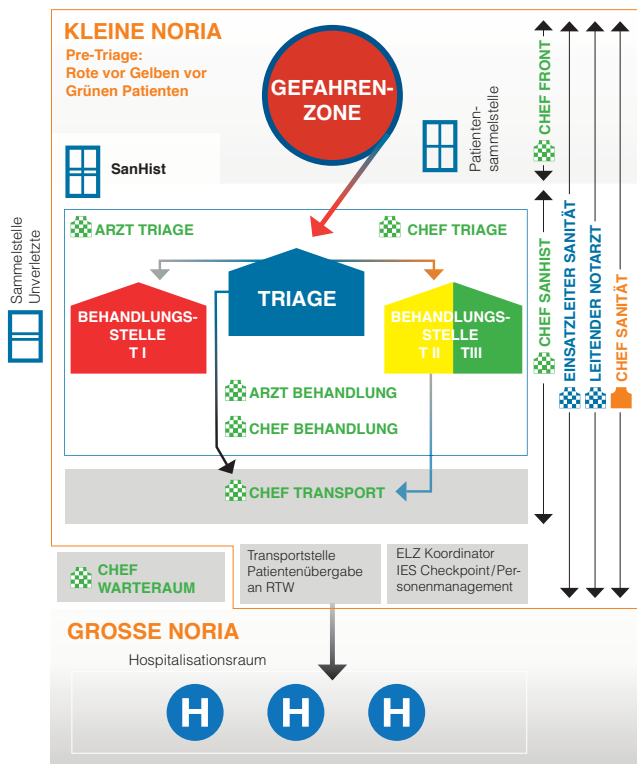 KLEINE NORIA
Pre-Triage:
Rote vor Gelben vor
Grünen Patienten
GEFAHREN-
ZONE
Patienten-
sammelstelle
SanHist
Sammelstelle
Unverletzte
ARZT TRIAGE
CHEF TRIAGE
TRIAGE
BEHANDLUNGS-
STELLE
T I
BEHANDLUNGS-
STELLE
T II TIII
ARZT BEHANDLUNG
CHEF BEHANDLUNG
CHEF TRANSPORT
CHEF FRONT
CHEF SANHIST
EINSATZLEITER SANITÄT
LEITENDER NOTARZT
CHEF SANITÄT
CHEF
WARTERAUM
Transportstelle
Patientenübergabe
an RTW
ELZ Koordinator
IES Checkpoint/Per-
sonenmanagement
GROSSE NORIA
Hospitalisationsraum
H H H